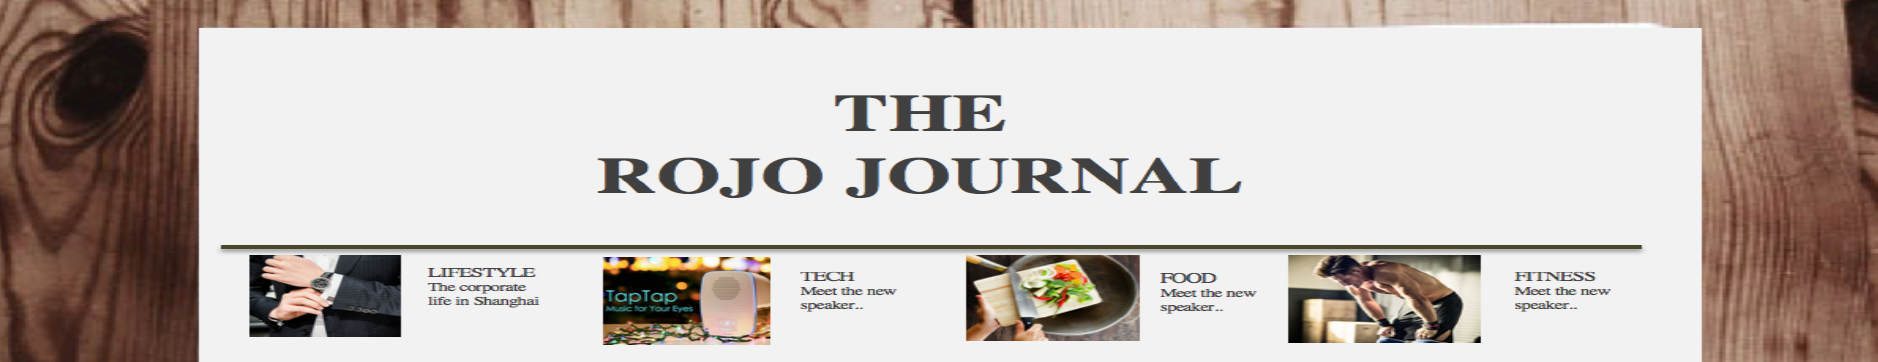 THE
ROJO JOURNAL
LIFESTYLE
The corporate
life in Shanghai
TapTap
Music for Your Eyes
TECH
Meet the new
speaker..
FOOD
Meet the new
speaker..
FITNESS
Meet the new
speaker..